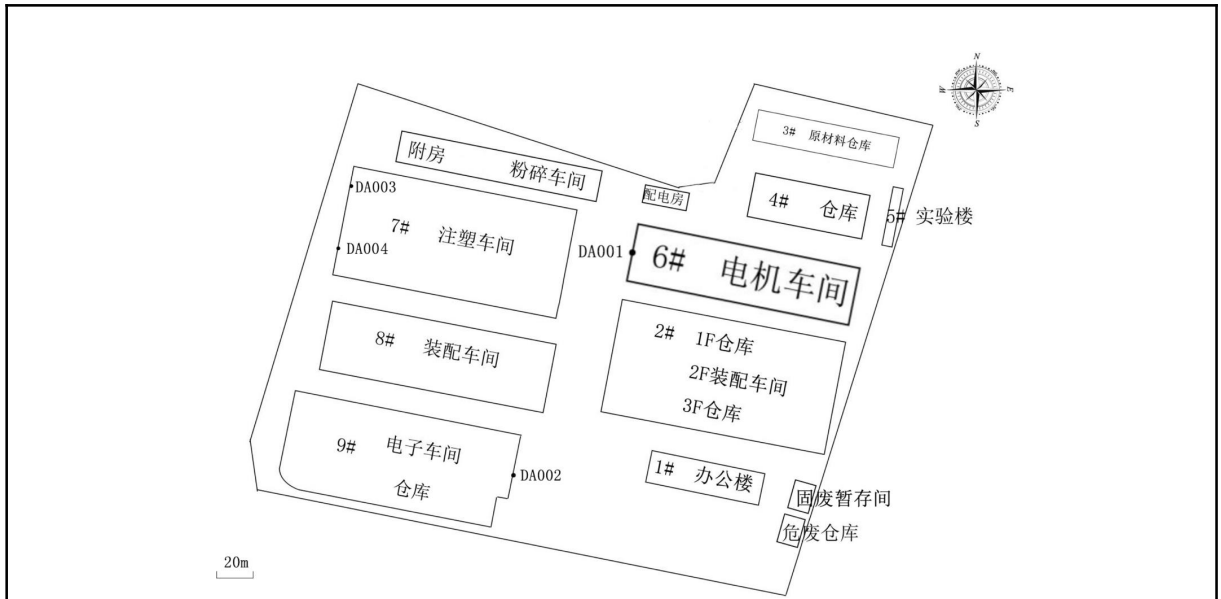 N
W
E
S
3# 原材料仓库
附房 粉碎车间
配电房
4# 仓库
5# 实验楼
DA003
7# 注塑车间
DA004
DA001
6# 电机车间
8# 装配车间
2# 1F仓库
2F装配车间
3F仓库
9# 电子车间
仓库
DA002
1# 办公楼
固废暂存间
危废仓库
20m